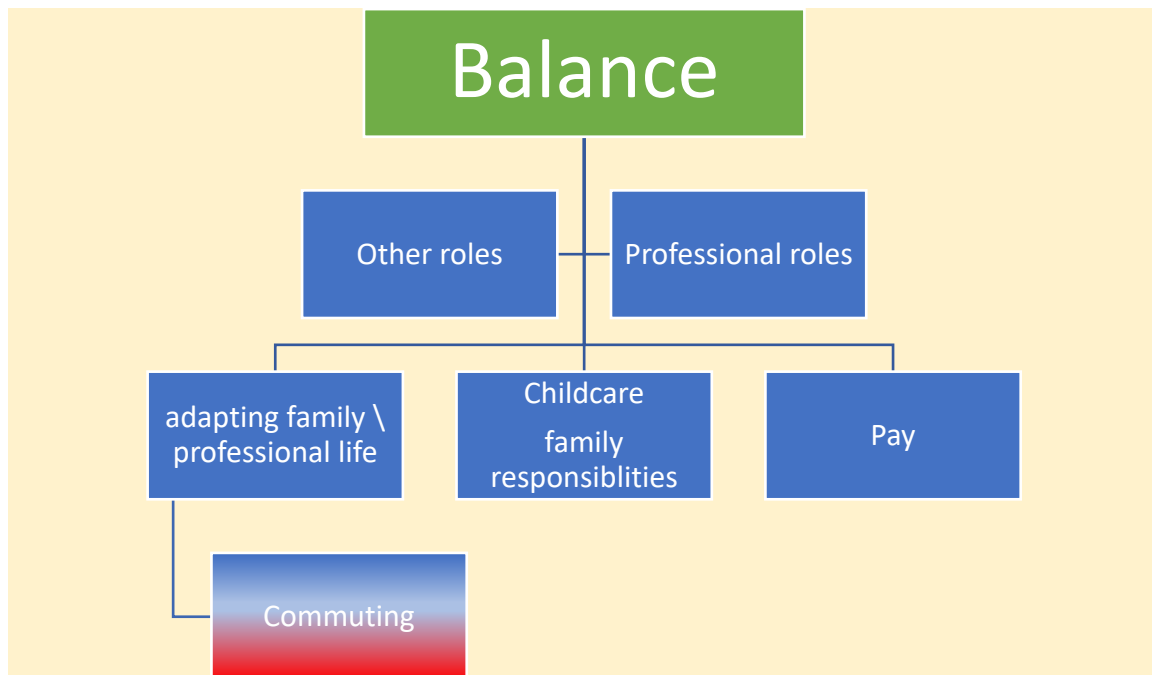 Balance
Other roles
Professional roles
adapting family \
professional life
Childcare
family
responsiblities
Pay
Commuting